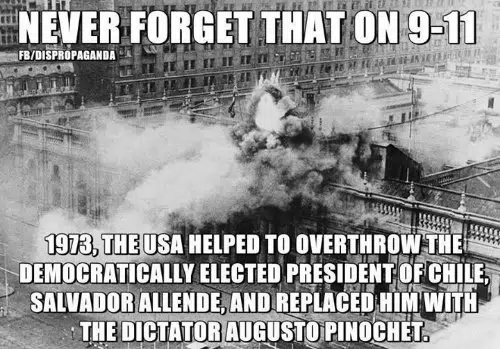 NEVER FORGET THAT ON 9-11
FB/DISPROPAGANDA
1973, THE USA HELPED TO OVERTHROW THE
DEMOCRATICALLY ELECTED PRESIDENT OF CHILE,
SALVADOR ALLENDE, AND REPLACED HIM WITH
THE DICTATOR AUGUSTO PINOCHET.